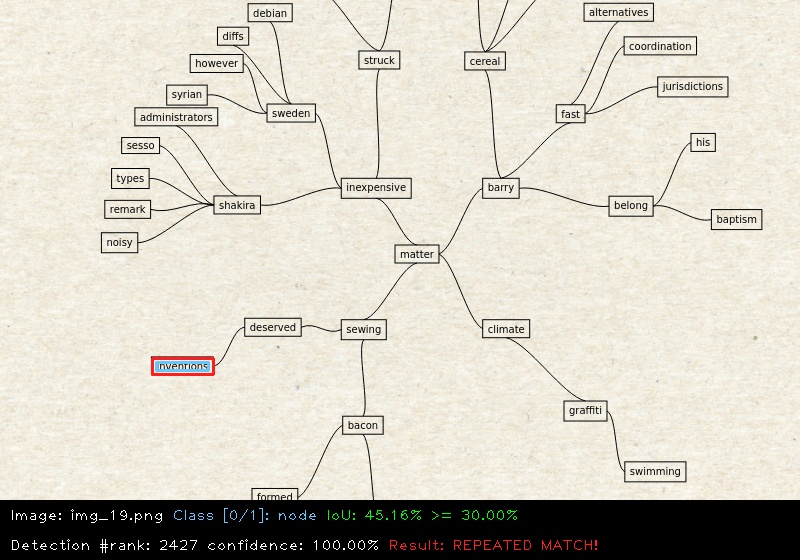 debian
alternatives
diffs
coordination
however
struck
cereal
syrian
jurisdictions
administrators
sweden
fast
sesso
his
types
inexpensive
barry
remark
shakira
belong
noisy
baptism
matter
deserved
sewing
climate
nventions
graffiti
bacon
swimming
formed
Image: img_19.png Class [0/1]: node IoU: 45.16% >= 30.00%
Detection #rank: 2427 confidence: 100.00% Result: REPEATED MATCH!